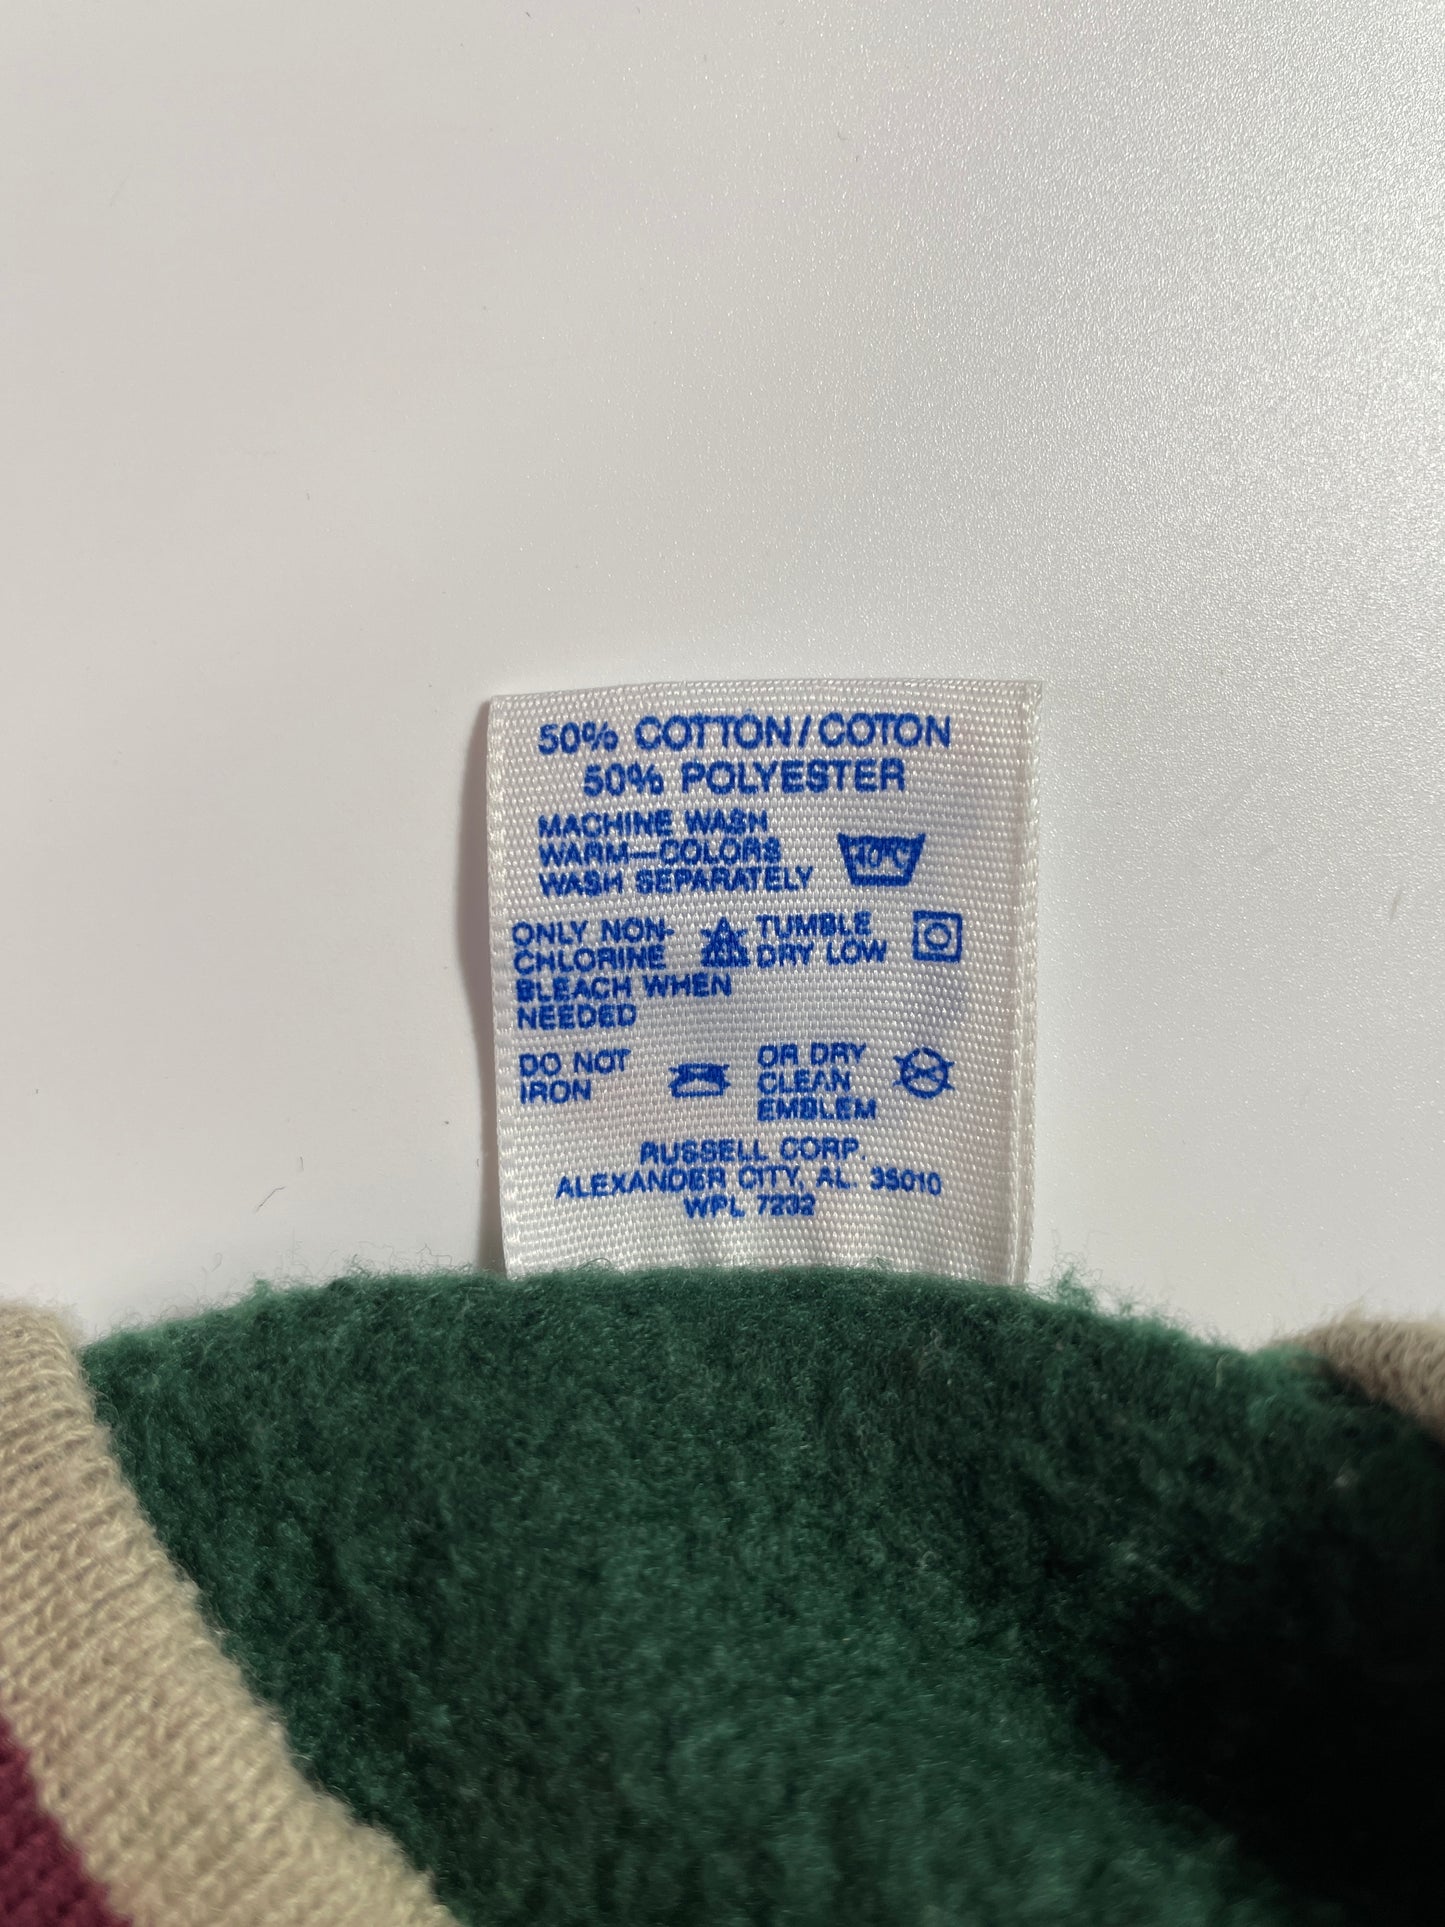 50% COTTON/COTON
50% POLYESTER
MACHINE WASH
WARM—COLORS
WASH SEPARATELY
40°C
ONLY NON-
CHLORINE
BLEACH WHEN
NEEDED
TUMBLE
DRY LOW
DO NOT
IRON
OR DRY
CLEAN
EMBLEM
RUSSELL CORP.
ALEXANDER CITY, AL. 35010
WPL 7232